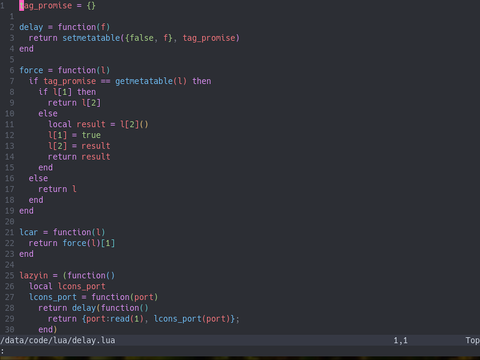 1 tag_promise = {}
1
2 delay = function(f)
3   return setmetatable({false, f}, tag_promise)
4 end
5
6 force = function(l)
7   if tag_promise == getmetatable(l) then
8     if l[1] then
9       return l[2]
10     else
11       local result = l[2]()
12       l[1] = true
13       l[2] = result
14       return result
15     end
16   else
17     return l
18   end
19 end
20
21 lcar = function(l)
22   return force(l)[1]
23 end
24
25 lazyin = (function()
26   local lcons_port
27   lcons_port = function(port)
28     return delay(function()
29       return {port:read(1), lcons_port(port)};
30     end)
/data/code/lua/delay.lua 1,1 Top
: